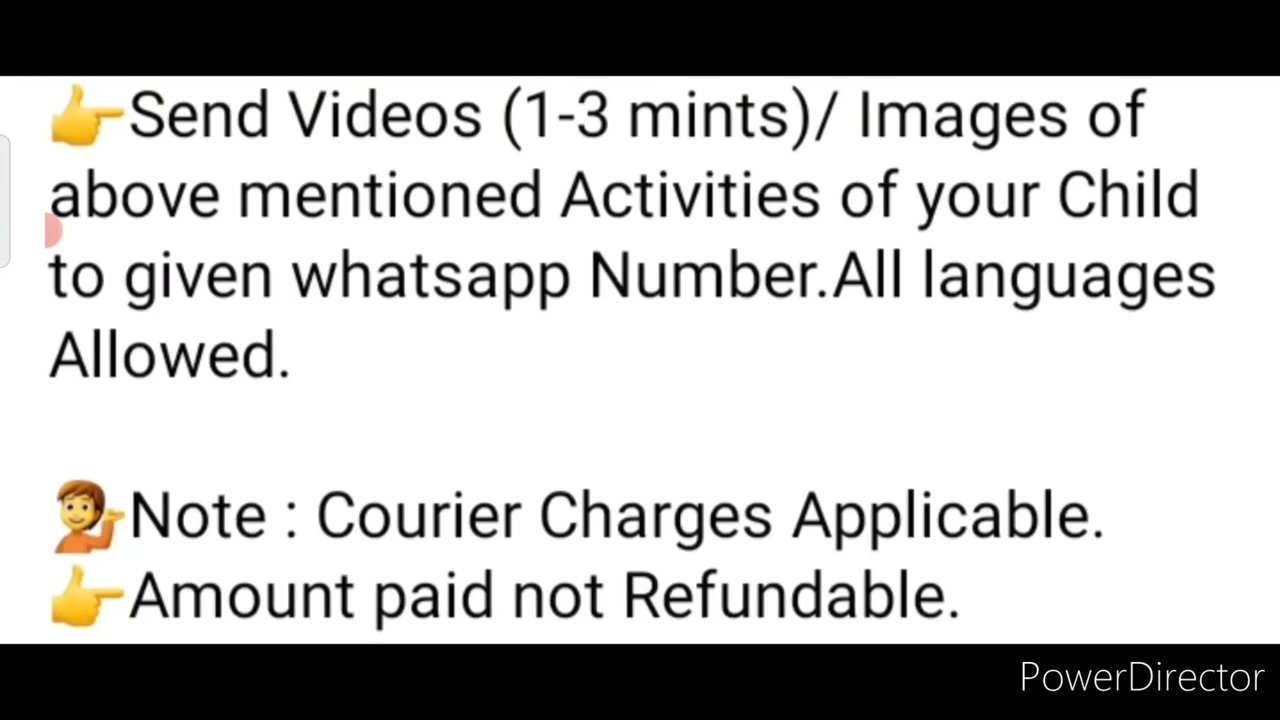 👉Send Videos (1-3 mints)/ Images of
above mentioned Activities of your Child
to given whatsapp Number.All languages
Allowed.
💁Note : Courier Charges Applicable.
👉Amount paid not Refundable.
PowerDirector